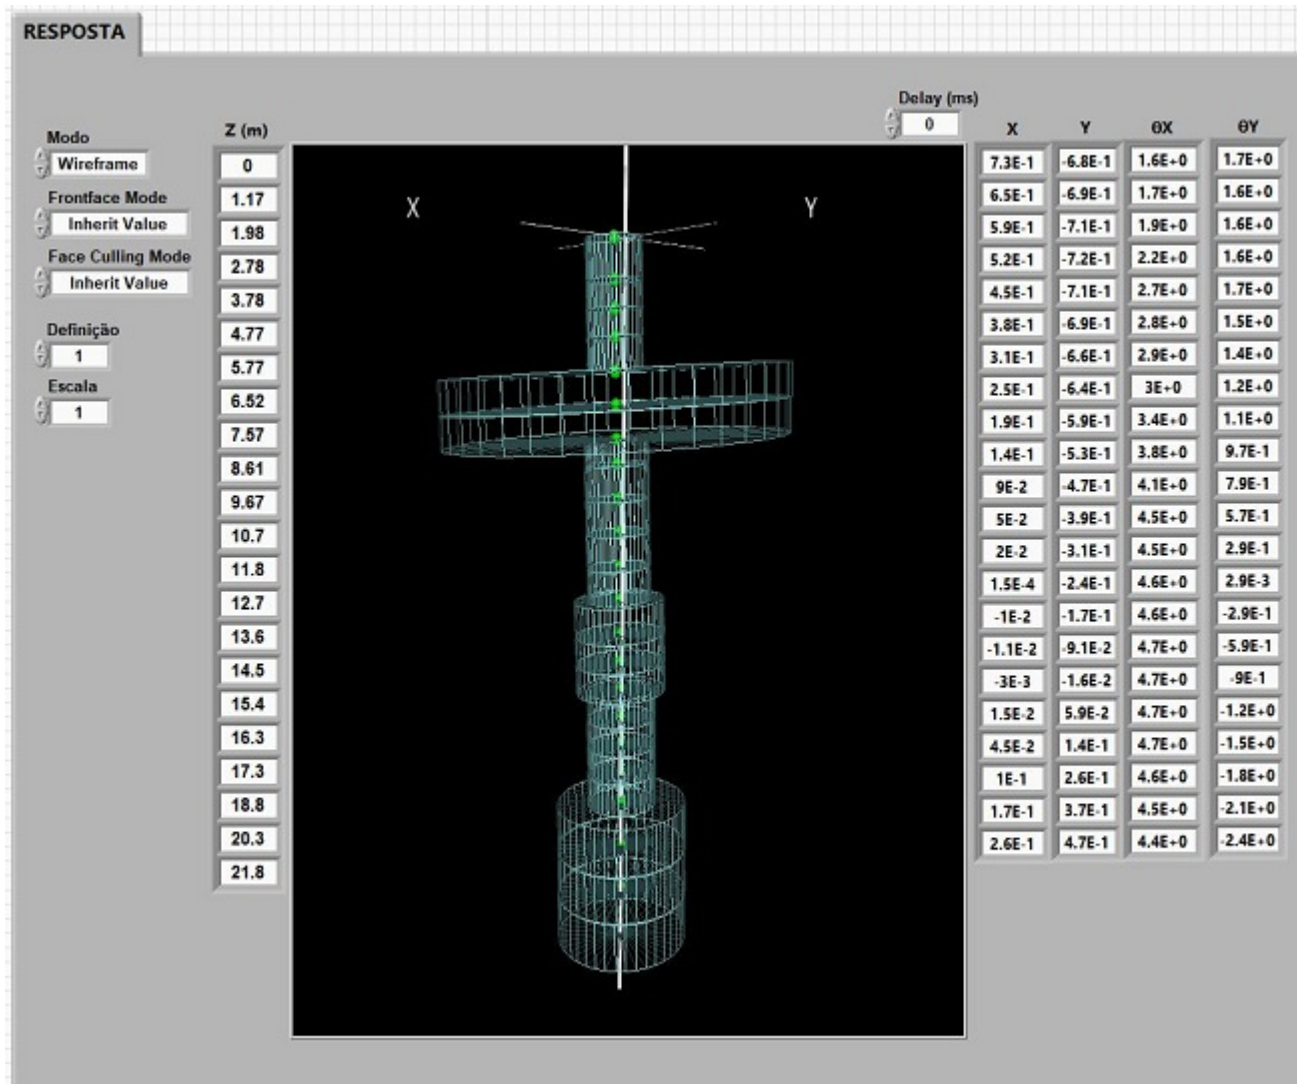 RESPOSTA
Delay (ms)
0
Modo
Wireframe
Frontface Mode
Inherit Value
Face Culling Mode
Inherit Value
Definição
1
Escala
1
Z (m)
0
1.17
1.98
2.78
3.78
4.77
5.77
6.52
7.57
8.61
9.67
10.7
11.8
12.7
13.6
14.5
15.4
16.3
17.3
18.8
20.3
21.8
X
Y
X Y θX θY
7.3E-1 -6.8E-1 1.6E+0 1.7E+0
6.5E-1 -6.9E-1 1.7E+0 1.6E+0
5.9E-1 -7.1E-1 1.9E+0 1.6E+0
5.2E-1 -7.2E-1 2.2E+0 1.6E+0
4.5E-1 -7.1E-1 2.7E+0 1.7E+0
3.8E-1 -6.9E-1 2.8E+0 1.5E+0
3.1E-1 -6.6E-1 2.9E+0 1.4E+0
2.5E-1 -6.4E-1 3E+0 1.2E+0
1.9E-1 -5.9E-1 3.4E+0 1.1E+0
1.4E-1 -5.3E-1 3.8E+0 9.7E-1
9E-2 -4.7E-1 4.1E+0 7.9E-1
5E-2 -3.9E-1 4.5E+0 5.7E-1
2E-2 -3.1E-1 4.5E+0 2.9E-1
1.5E-4 -2.4E-1 4.6E+0 2.9E-3
-1E-2 -1.7E-1 4.6E+0 -2.9E-1
-1.1E-2 -9.1E-2 4.7E+0 -5.9E-1
-3E-3 -1.6E-2 4.7E+0 -9E-1
1.5E-2 5.9E-2 4.7E+0 -1.2E+0
4.5E-2 1.4E-1 4.7E+0 -1.5E+0
1E-1 2.6E-1 4.6E+0 -1.8E+0
1.7E-1 3.7E-1 4.5E+0 -2.1E+0
2.6E-1 4.7E-1 4.4E+0 -2.4E+0